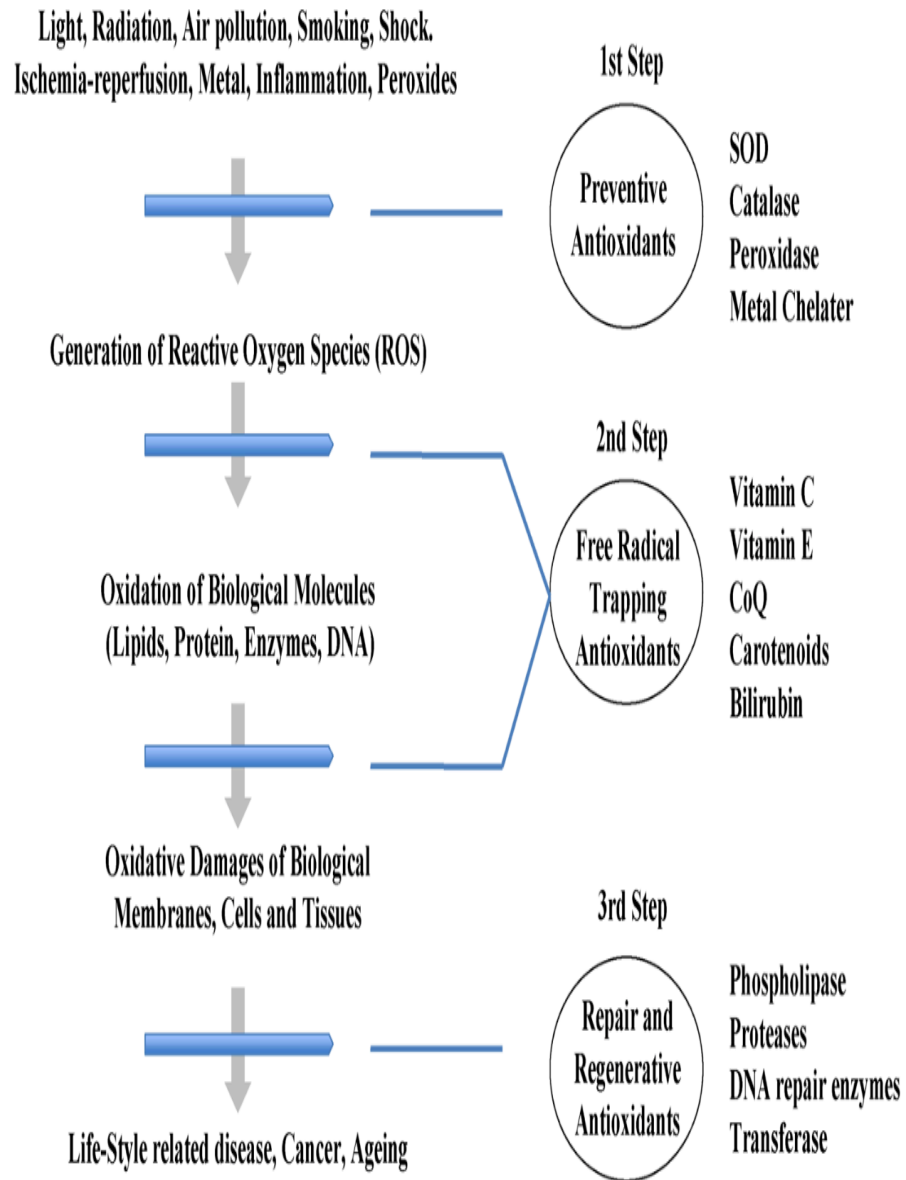 Light, Radiation, Air pollution, Smoking, Shock.
Ischemia-reperfusion, Metal, Inflammation, Peroxides
1st Step
Preventive
Antioxidants
SOD
Catalase
Peroxidase
Metal Chelater
Generation of Reactive Oxygen Species (ROS)
2nd Step
Free Radical
Trapping
Antioxidants
Vitamin C
Vitamin E
CoQ
Carotenoids
Bilirubin
Oxidation of Biological Molecules
(Lipids, Protein, Enzymes, DNA)
Oxidative Damages of Biological
Membranes, Cells and Tissues
3rd Step
Repair and
Regenerative
Antioxidants
Phospholipase
Proteases
DNA repair enzymes
Transferase
Life-Style related disease, Cancer, Ageing